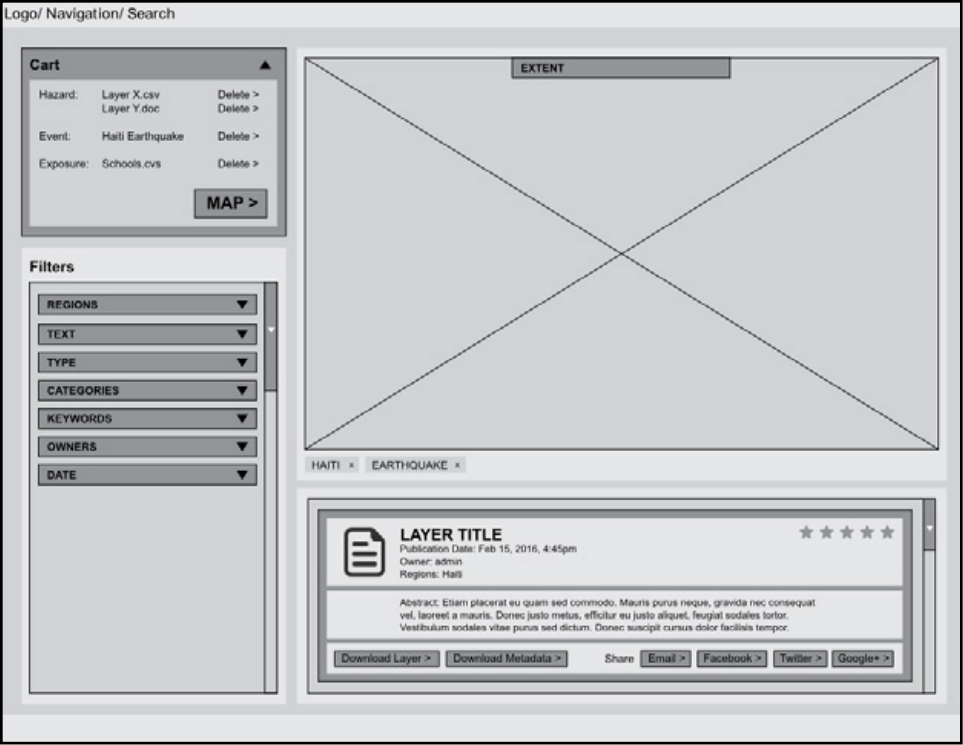 Logo/ Navigation/ Search
Cart
Hazard: Layer X.csv Delete >
Layer Y.doc Delete >
Event: Haiti Earthquake Delete >
Exposure: Schools.cvs Delete >
MAP >
Filters
REGIONS
TEXT
TYPE
CATEGORIES
KEYWORDS
OWNERS
DATE
EXTENT
HAITI × EARTHQUAKE ×
LAYER TITLE
Publication Date: Feb 15, 2016, 4:45pm
Owner: admin
Regions: Haiti
Abstract: Etiam placerat eu quam sed commodo. Mauris purus neque, gravida nec consequat
vel, laoreet a mauris. Donec justo metus, efficitur eu justo aliquet, feugiat sodales tortor.
Vestibulum sodales vitae purus sed dictum. Donec suscipit cursus dolor facilisis tempor.
Download Layer > Download Metadata > Share Email > Facebook > Twitter > Google+ >